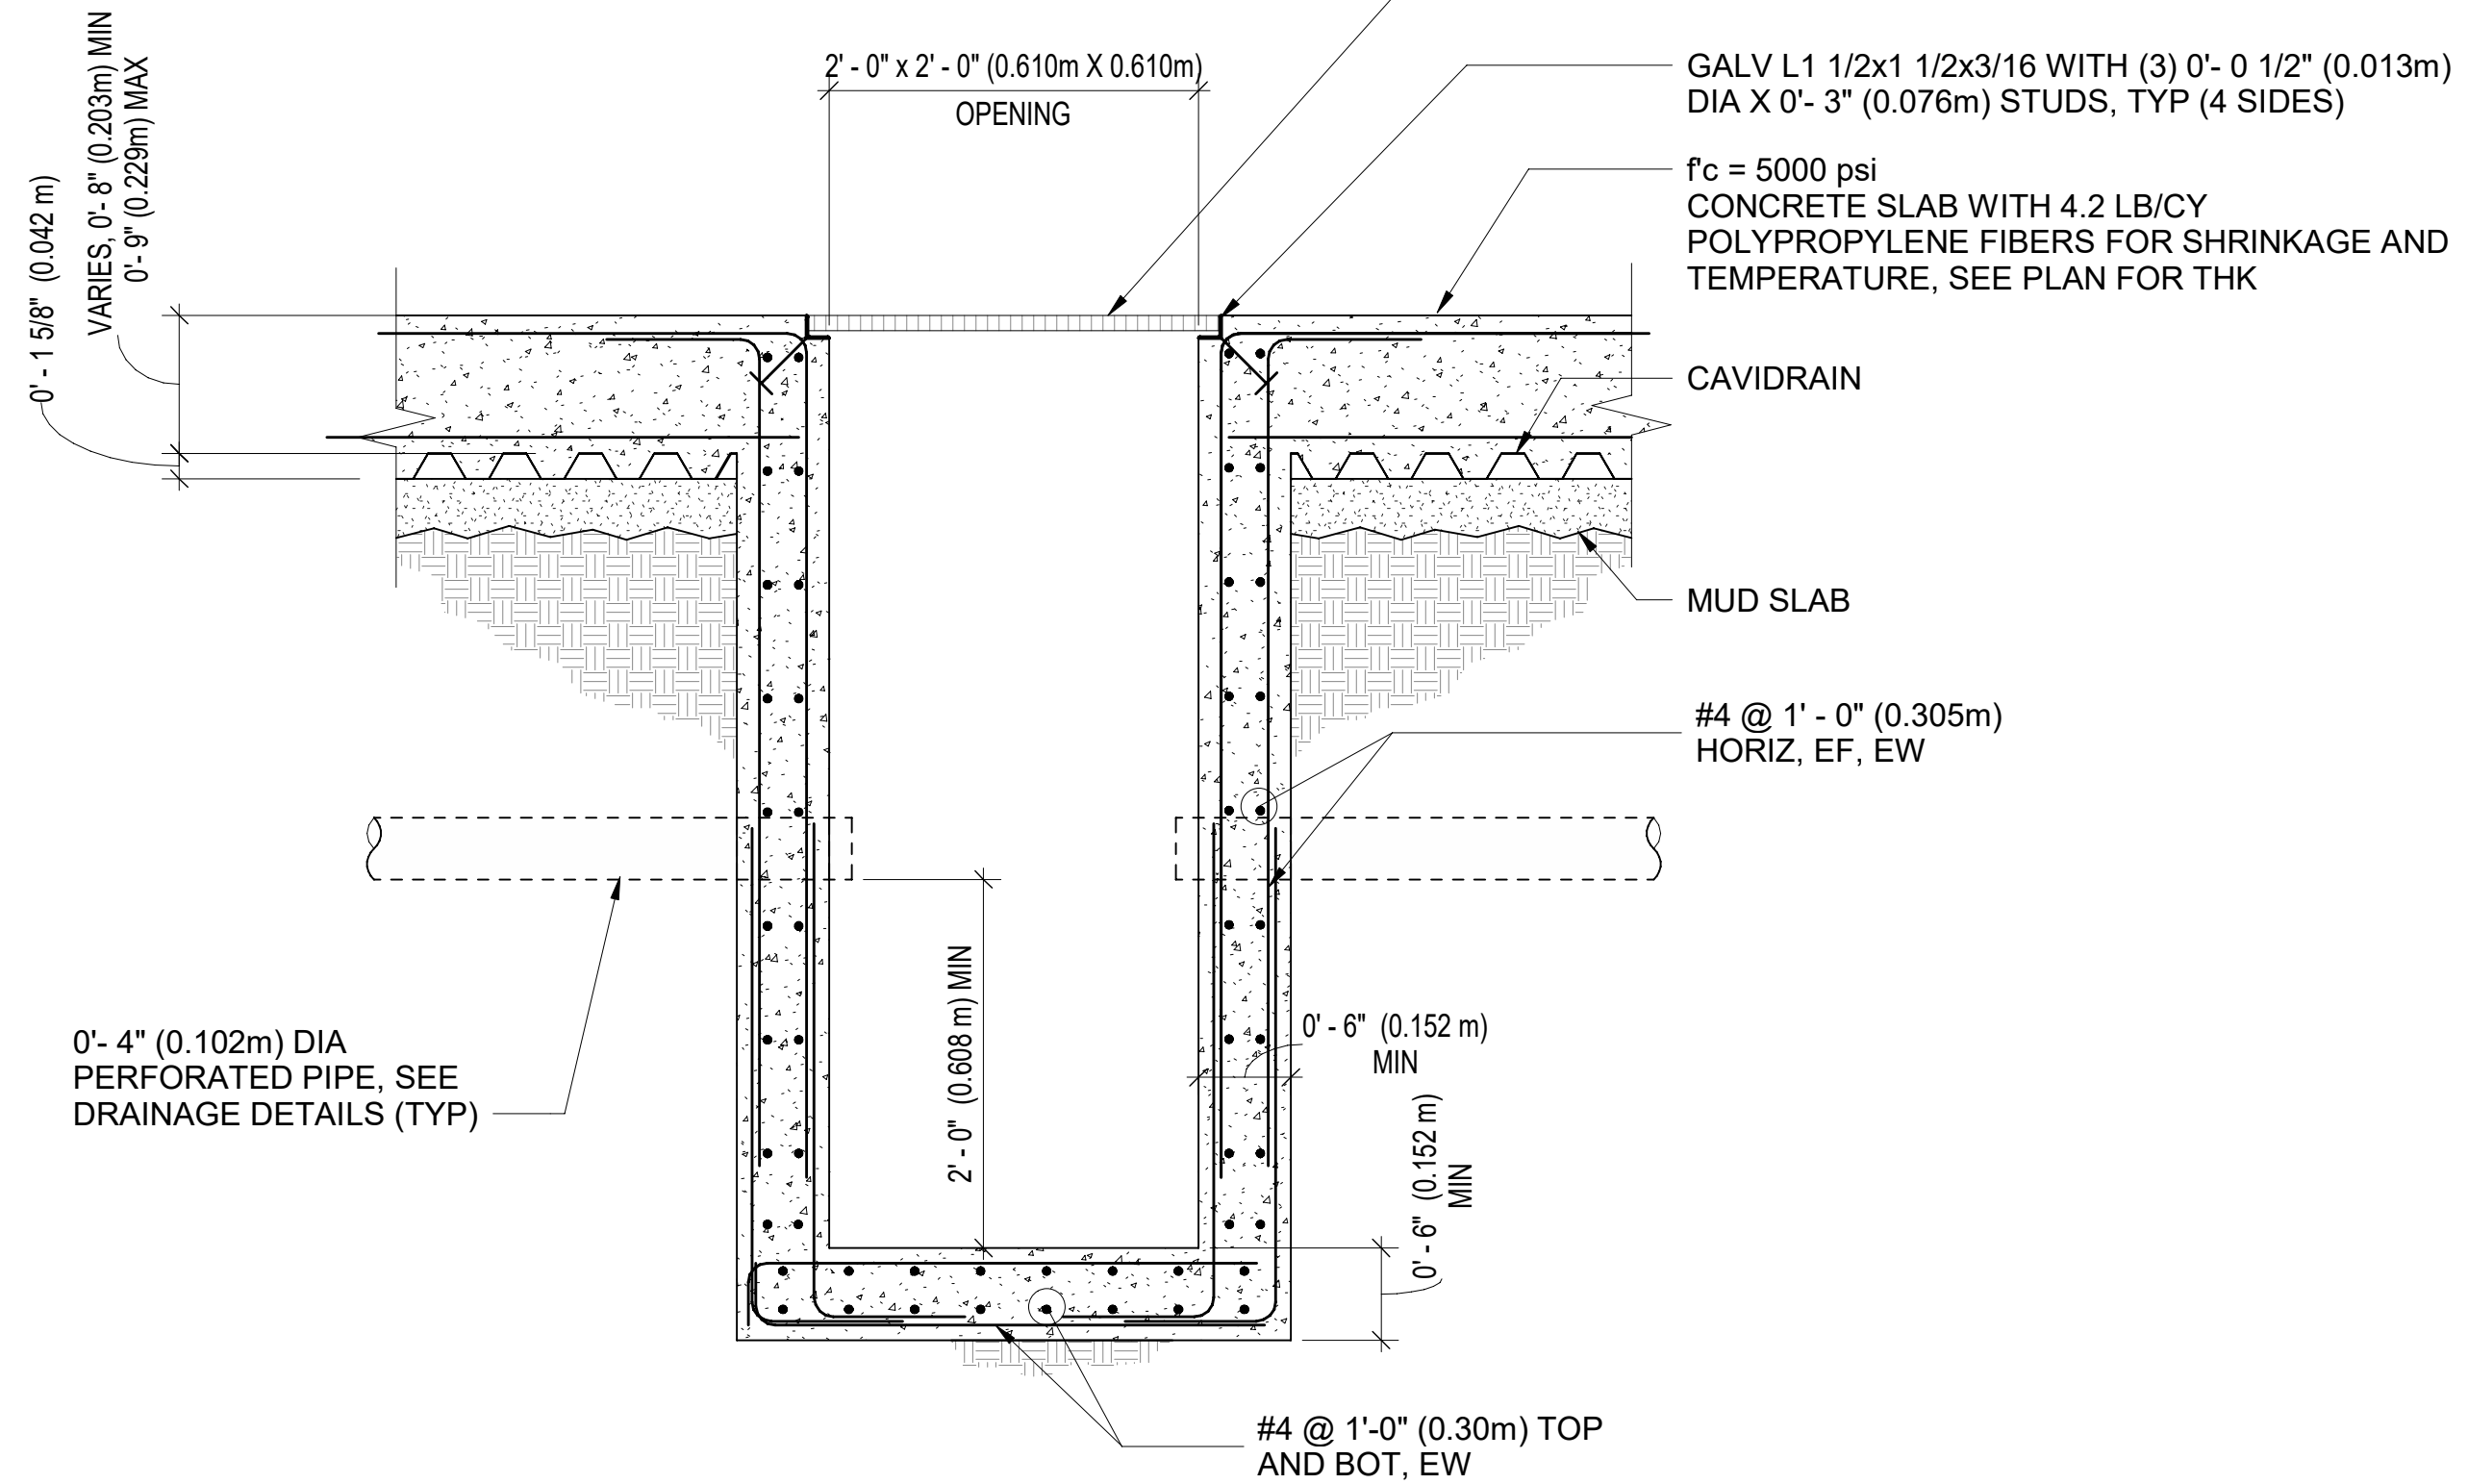 0' - 1 5/8" (0.042 m)
VARIES, 0'- 8" (0.203m) MIN
0'- 9" (0.229m) MAX
2' - 0" x 2' - 0" (0.610m X 0.610m)
OPENING
GALV L1 1/2x1 1/2x3/16 WITH (3) 0'- 0 1/2" (0.013m)
DIA X 0'- 3" (0.076m) STUDS, TYP (4 SIDES)
f'c = 5000 psi
CONCRETE SLAB WITH 4.2 LB/CY
POLYPROPYLENE FIBERS FOR SHRINKAGE AND
TEMPERATURE, SEE PLAN FOR THK
CAVIDRAIN
MUD SLAB
#4 @ 1' - 0" (0.305m)
HORIZ, EF, EW
0'- 4" (0.102m) DIA
PERFORATED PIPE, SEE
DRAINAGE DETAILS (TYP)
2' - 0" (0.608 m) MIN
0' - 6" (0.152 m)
MIN
0' - 6" (0.152 m)
MIN
#4 @ 1'-0" (0.30m) TOP
AND BOT, EW